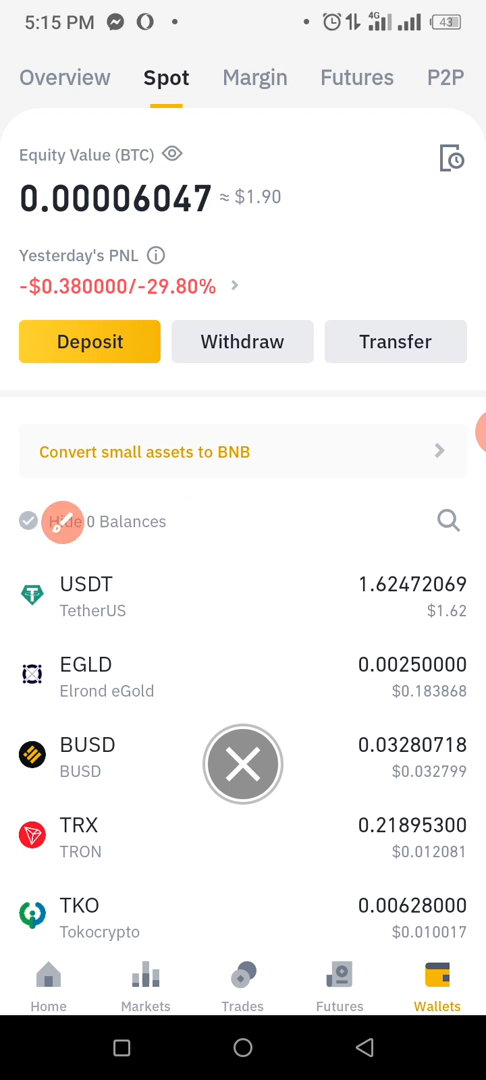 5:15 PM
4G
43
Overview Spot Margin Futures P2P
Equity Value (BTC)
0.00006047 ≈ $1.90
Yesterday's PNL
-$0.380000/-29.80%
Deposit Withdraw Transfer
Convert small assets to BNB
Hide 0 Balances
USDT 1.62472069
TetherUS $1.62
EGLD 0.00250000
Elrond eGold $0.183868
BUSD 0.03280718
BUSD $0.032799
TRX 0.21895300
TRON $0.012081
TKO 0.00628000
Tokocrypto $0.010017
Home Markets Trades Futures Wallets